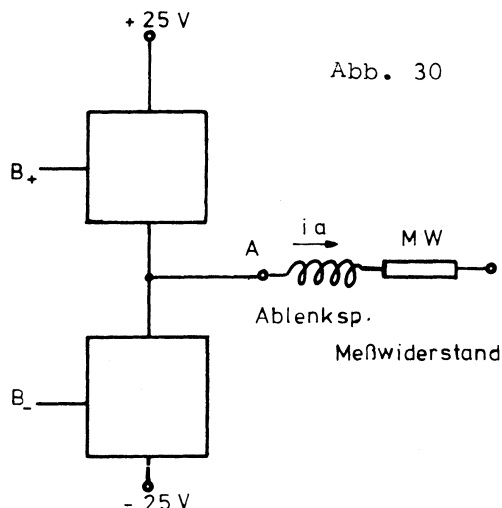 + 25 V
Abb. 30
B+
A
ia
MW
Ablenksp.
Meßwiderstand
B-
- 25 V